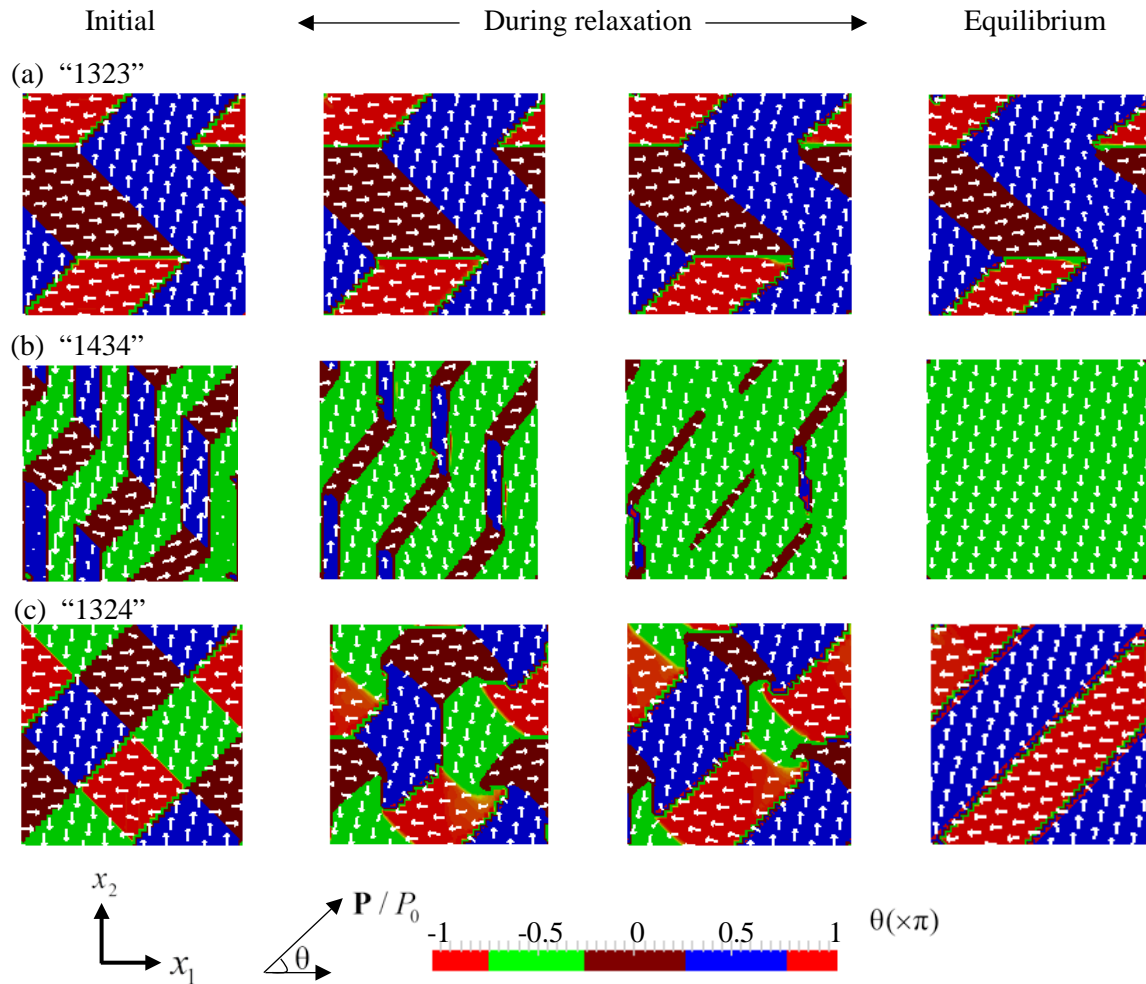 Initial During relaxation Equilibrium
(a) “1323”
(b) “1434”
(c) “1324”
x2
x1
P / P0
θ
-1 -0.5 0 0.5 1
θ(×π)